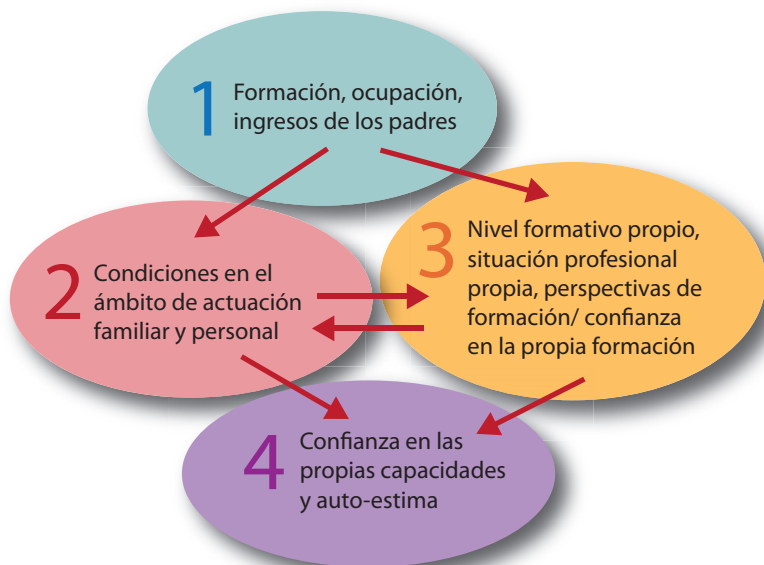 1 Formación, ocupación,
ingresos de los padres
2 Condiciones en el
ámbito de actuación
familiar y personal
3 Nivel formativo propio,
situación profesional
propia, perspectivas de
formación/ confianza
en la propia formación
4 Confianza en las
propias capacidades
y auto-estima